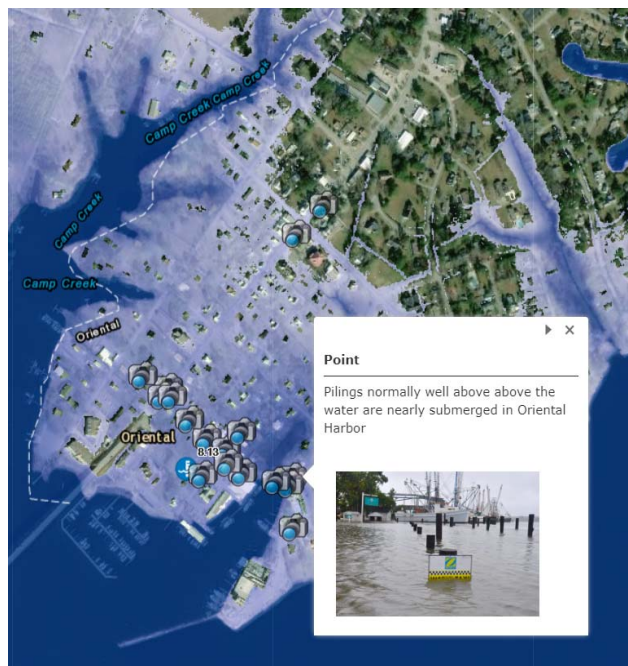 Camp Creek Camp Creek
Camp Creek
Camp Creek
Oriental
Oriental
8.13
Point
Pilings normally well above above the
water are nearly submerged in Oriental
Harbor